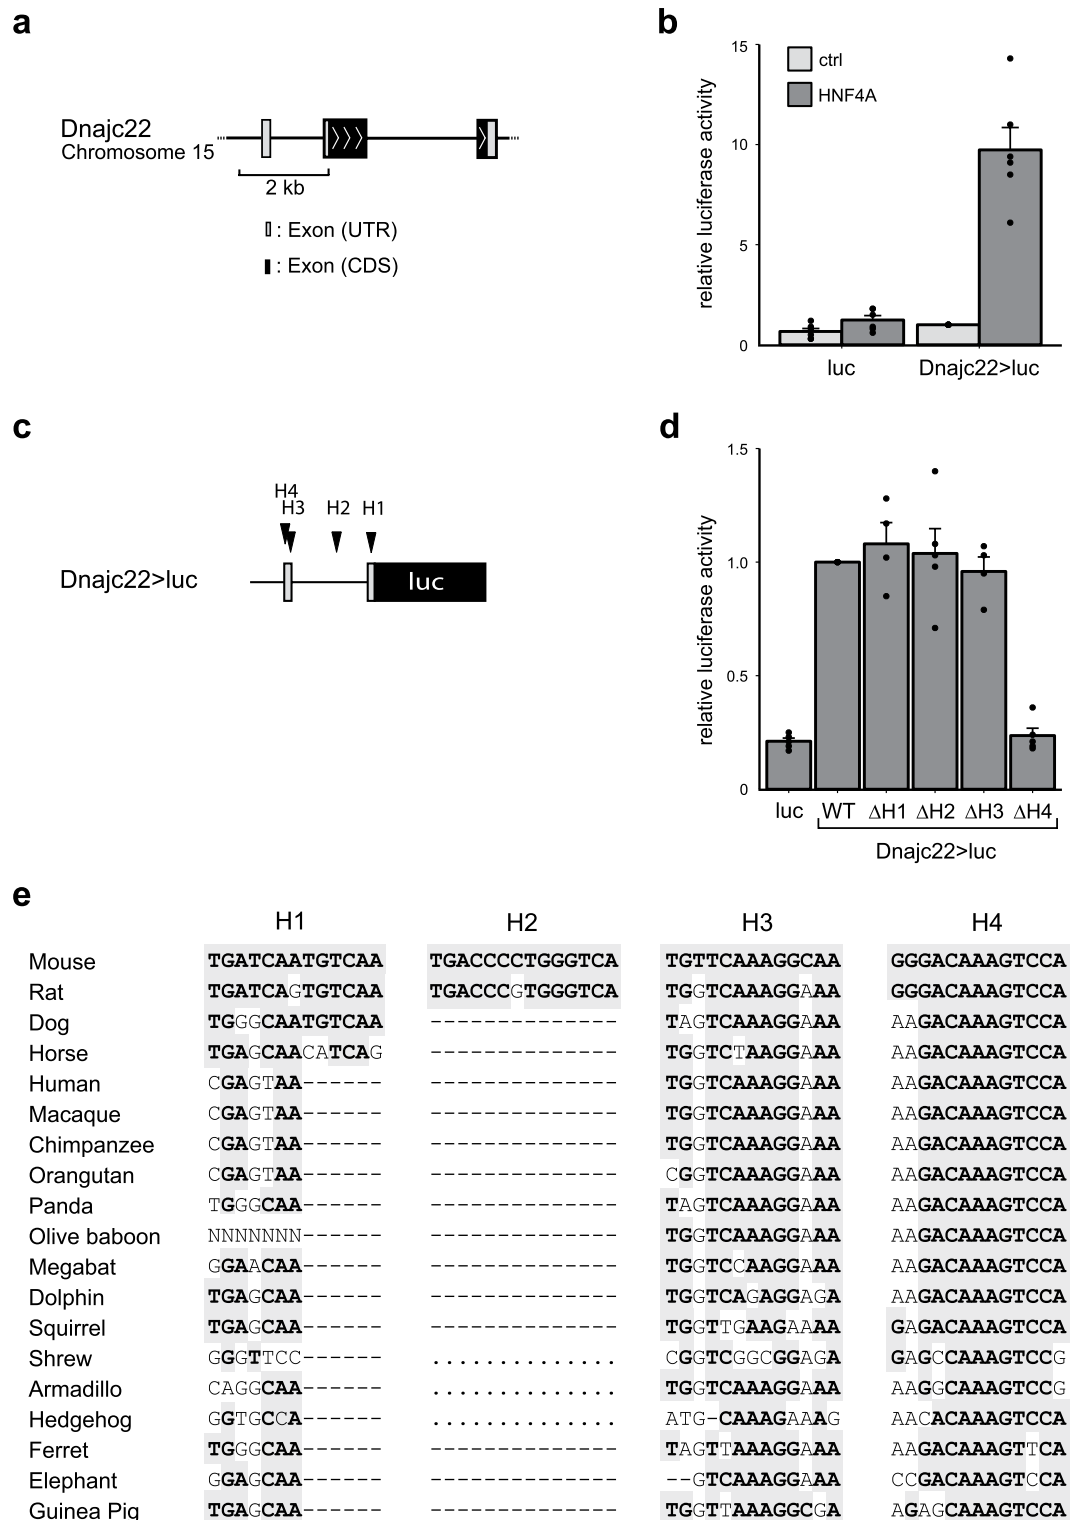 a
Dnajc22
Chromosome 15
2 kb
: Exon (UTR)
: Exon (CDS)
b
relative luciferase activity
15
10
5
0
ctrl
HNF4A
luc
Dnajc22>luc
c
H4
H3
H2
H1
Dnajc22>luc
luc
d
relative luciferase activity
1.5
1.0
0.5
0
luc
WT
ΔH1
ΔH2
ΔH3
ΔH4
Dnajc22>luc
e
H1 H2 H3 H4
Mouse TGATCAATGTCAA TGACCCCTGGGTCA TGTTCAAAGGCAA GGGACAAAGTCCA
Rat TGATCAGTGTCAA TGACCCGTGGGTCA TGGTCAAAGGAAA GGGACAAAGTCCA
Dog TGGGCAATGTCAA -------------- TAGTCAAAGGAAA AAGACAAAGTCCA
Horse TGAGCAACATCAG -------------- TGGTCTAAGGAAA AAGACAAAGTCCA
Human CGAGTAA------ -------------- TGGTCAAAGGAAA AAGACAAAGTCCA
Macaque CGAGTAA------ -------------- TGGTCAAAGGAAA AAGACAAAGTCCA
Chimpanzee CGAGTAA------ -------------- TGGTCAAAGGAAA AAGACAAAGTCCA
Orangutan CGAGTAA------ -------------- CGGTCAAAGGAAA AAGACAAAGTCCA
Panda TGGGCAA------ -------------- TAGTCAAAGGAAA AAGACAAAGTCCA
Olive baboon NNNNNNN------ -------------- TGGTCAAAGGAAA AAGACAAAGTCCA
Megabat GGAACAA------ -------------- TGGTCCAAGGAAA AAGACAAAGTCCA
Dolphin TGAGCAA------ -------------- TGGTCAGAGGAGA AAGACAAAGTCCA
Squirrel TGAGCAA------ -------------- TGGTTGAAGAAAA GAGACAAAGTCCA
Shrew GGGTTCC------ .............. CGGTCGGCGGAGA GAGCCAAAGTCCG
Armadillo CAGGCAA------ .............. TGGTCAAAGGAAA AAGGCAAAGTCCG
Hedgehog GGTGCCA------ .............. ATG-CAAAGAAAG AACACAAAGTCCA
Ferret TGGGCAA------ -------------- TAGTTAAAGGAAA AAGACAAAGTTCA
Elephant GGAGCAA------ -------------- --GTCAAAGGAAA CCGACAAAGTCCA
Guinea Pig TGAGCAA------ -------------- TGGTTAAAGGCGA AGAGCAAAGTCCA